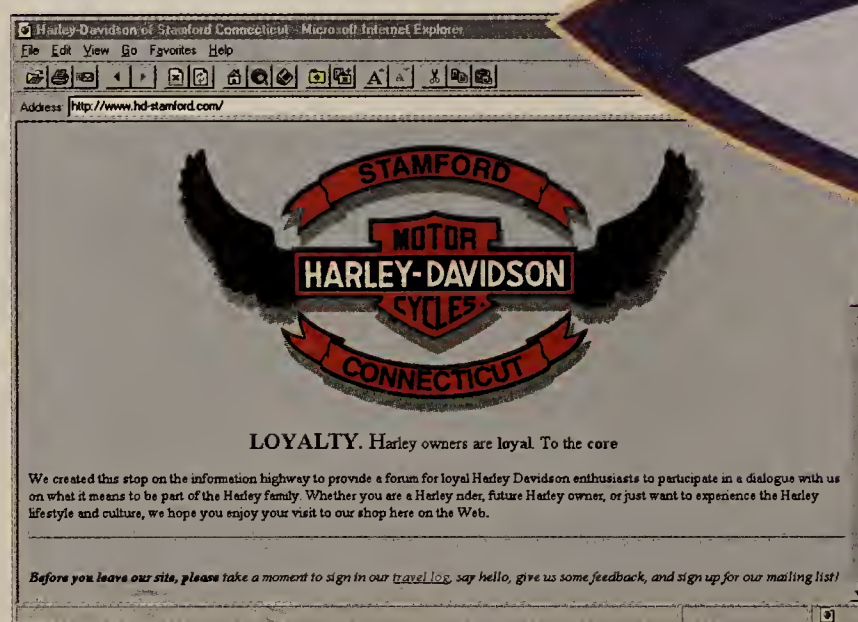 Harley-Davidson of Stamford Connecticut - Microsoft Internet Explorer
File Edit View Go Favorites Help
Address: http://www.hd-stamford.com/
STAMFORD
MOTOR
HARLEY-DAVIDSON
CYCLES
CONNECTICUT
LOYALTY. Harley owners are loyal. To the core
We created this stop on the information highway to provide a forum for loyal Harley Davidson enthusiasts to participate in a dialogue with us
on what it means to be part of the Harley family. Whether you are a Harley rider, future Harley owner, or just want to experience the Harley
lifestyle and culture, we hope you enjoy your visit to our shop here on the Web.
Before you leave our site, please take a moment to sign in our travel log, say hello, give us some feedback, and sign up for our mailing list!